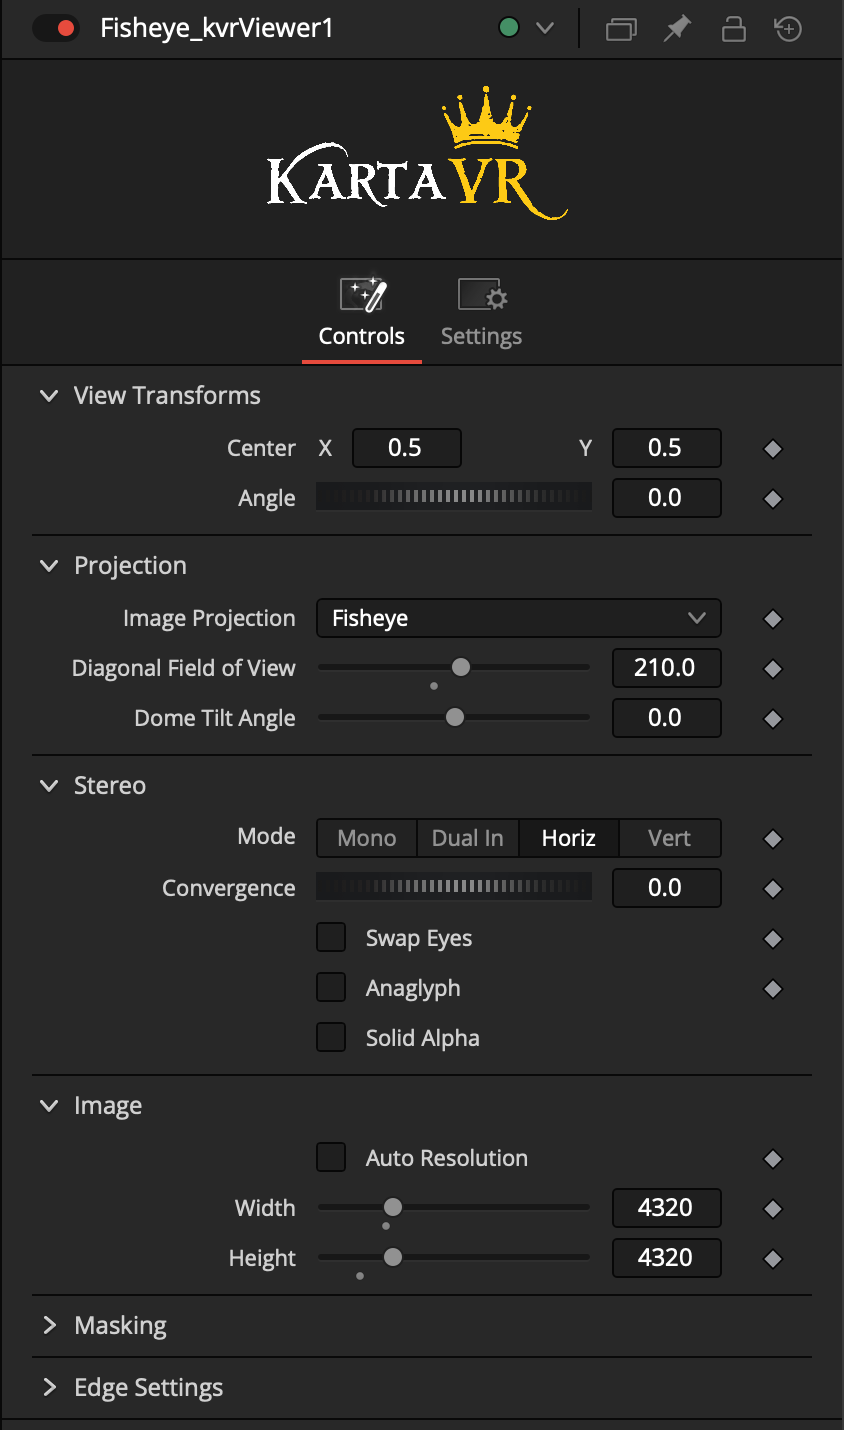 Fisheye_kvrViewer1
KARTAVR
Controls Settings
View Transforms
Center X 0.5 Y 0.5
Angle 0.0
Projection
Image Projection Fisheye
Diagonal Field of View 210.0
Dome Tilt Angle 0.0
Stereo
Mode Mono Dual In Horiz Vert
Convergence 0.0
Swap Eyes
Anaglyph
Solid Alpha
Image
Auto Resolution
Width 4320
Height 4320
Masking
Edge Settings